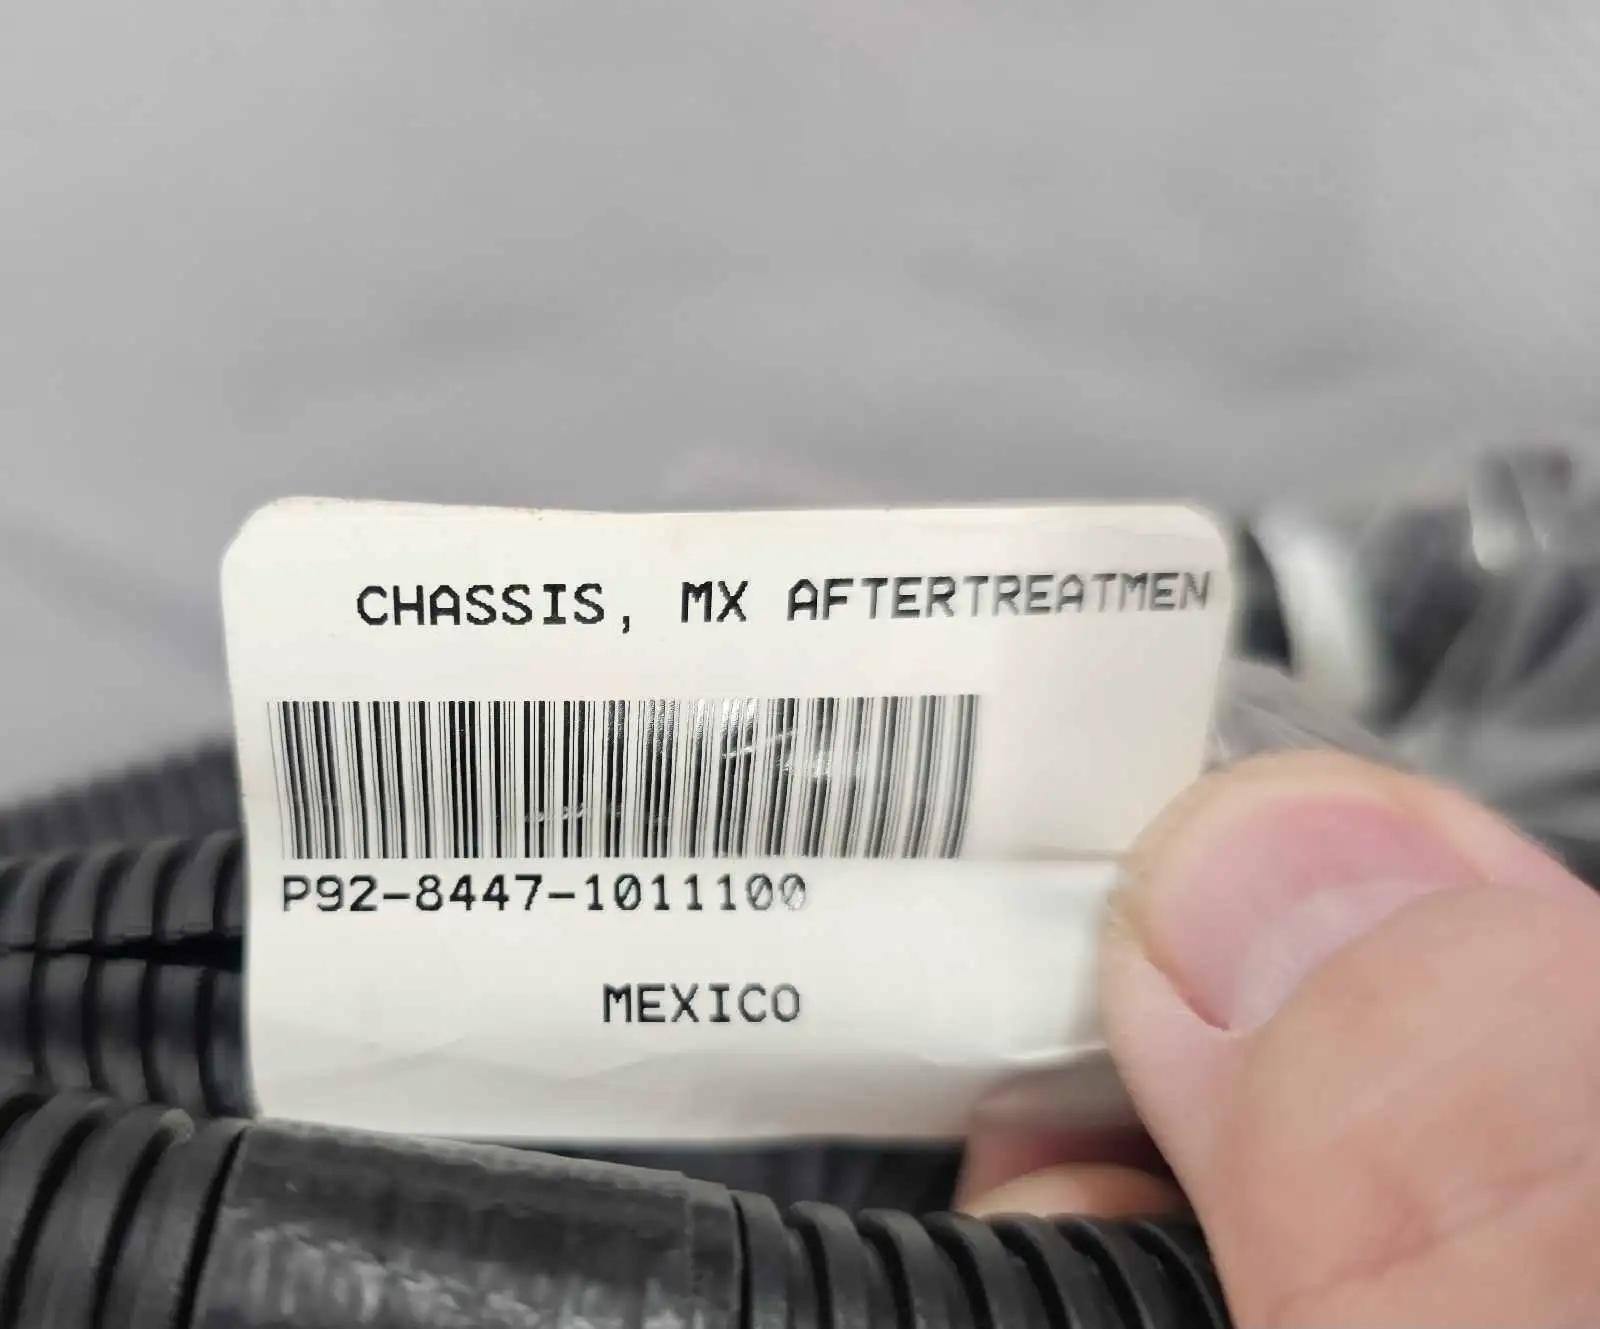 CHASSIS, MX AFTERTREATMEN
P92-8447-1011100
MEXICO